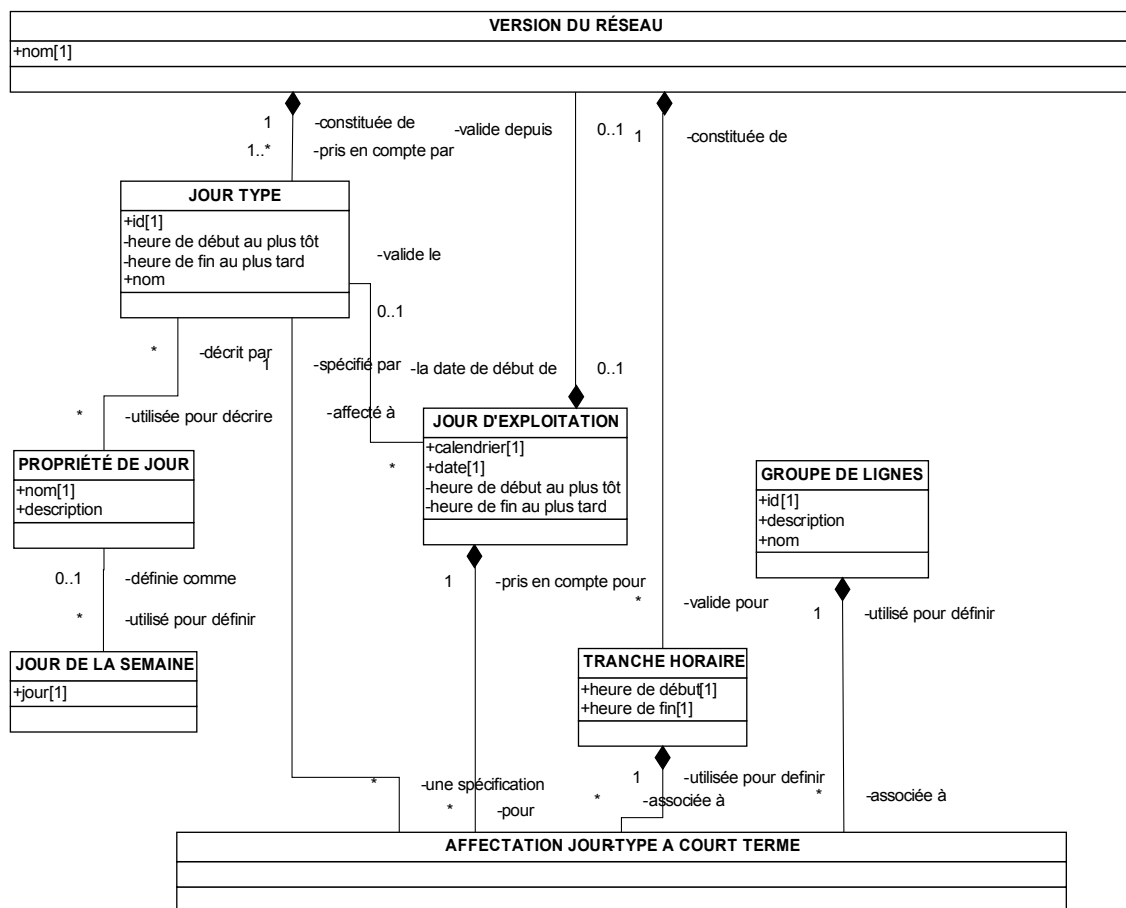 VERSION DU RÉSEAU
+nom[1]
1
-constituée de
-valide depuis
0..1
1
-constituée de
1..*
-pris en compte par
JOUR TYPE
+id[1]
-heure de début au plus tôt
-heure de fin au plus tard
+nom
-valide le
0..1
*
-décrit par
1
-spécifié par
-la date de début de
0..1
*
-utilisée pour décrire
-affecté à
*
JOUR D'EXPLOITATION
+calendrier[1]
+date[1]
-heure de début au plus tôt
-heure de fin au plus tard
PROPRIÉTÉ DE JOUR
+nom[1]
+description
GROUPE DE LIGNES
+id[1]
+description
+nom
0..1
-définie comme
1
-pris en compte pour
*
-valide pour
1
-utilisé pour définir
*
-utilisé pour définir
JOUR DE LA SEMAINE
+jour[1]
TRANCHE HORAIRE
+heure de début[1]
+heure de fin[1]
*
-une spécification
1
-utilisée pour definir
*
-pour
*
-associée à
*
-associée à
AFFECTATION JOUR-TYPE A COURT TERME